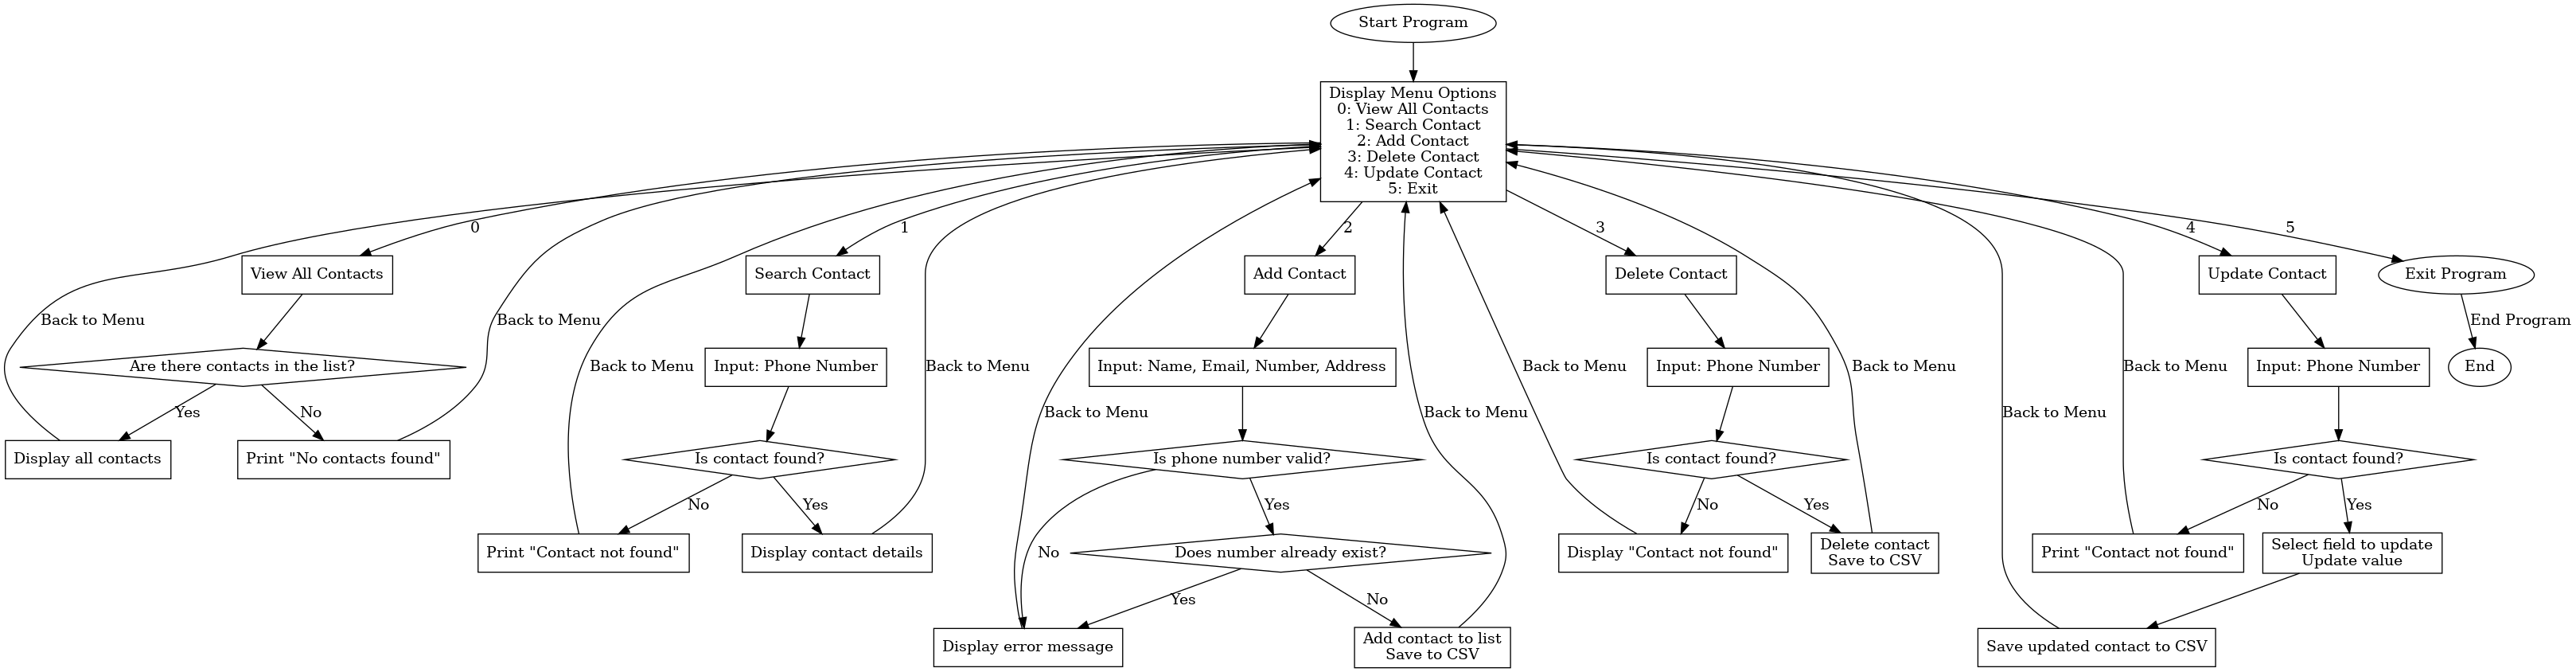 Start Program
Display Menu Options
0: View All Contacts
1: Search Contact
2: Add Contact
3: Delete Contact
4: Update Contact
5: Exit
0
1
2
3
4
5
View All Contacts
Search Contact
Add Contact
Delete Contact
Update Contact
Exit Program
Back to Menu
Back to Menu
End Program
Are there contacts in the list?
Input: Phone Number
Input: Name, Email, Number, Address
Input: Phone Number
Input: Phone Number
End
Back to Menu
Back to Menu
Back to Menu
Back to Menu
Back to Menu
Yes
No
Back to Menu
Back to Menu
Back to Menu
Display all contacts
Print "No contacts found"
Is contact found?
Is phone number valid?
Is contact found?
Is contact found?
No
Yes
Yes
No
Yes
No
Yes
Print "Contact not found"
Display contact details
No
Does number already exist?
Display "Contact not found"
Delete contact
Save to CSV
Print "Contact not found"
Select field to update
Update value
Yes
No
Display error message
Add contact to list
Save to CSV
Save updated contact to CSV